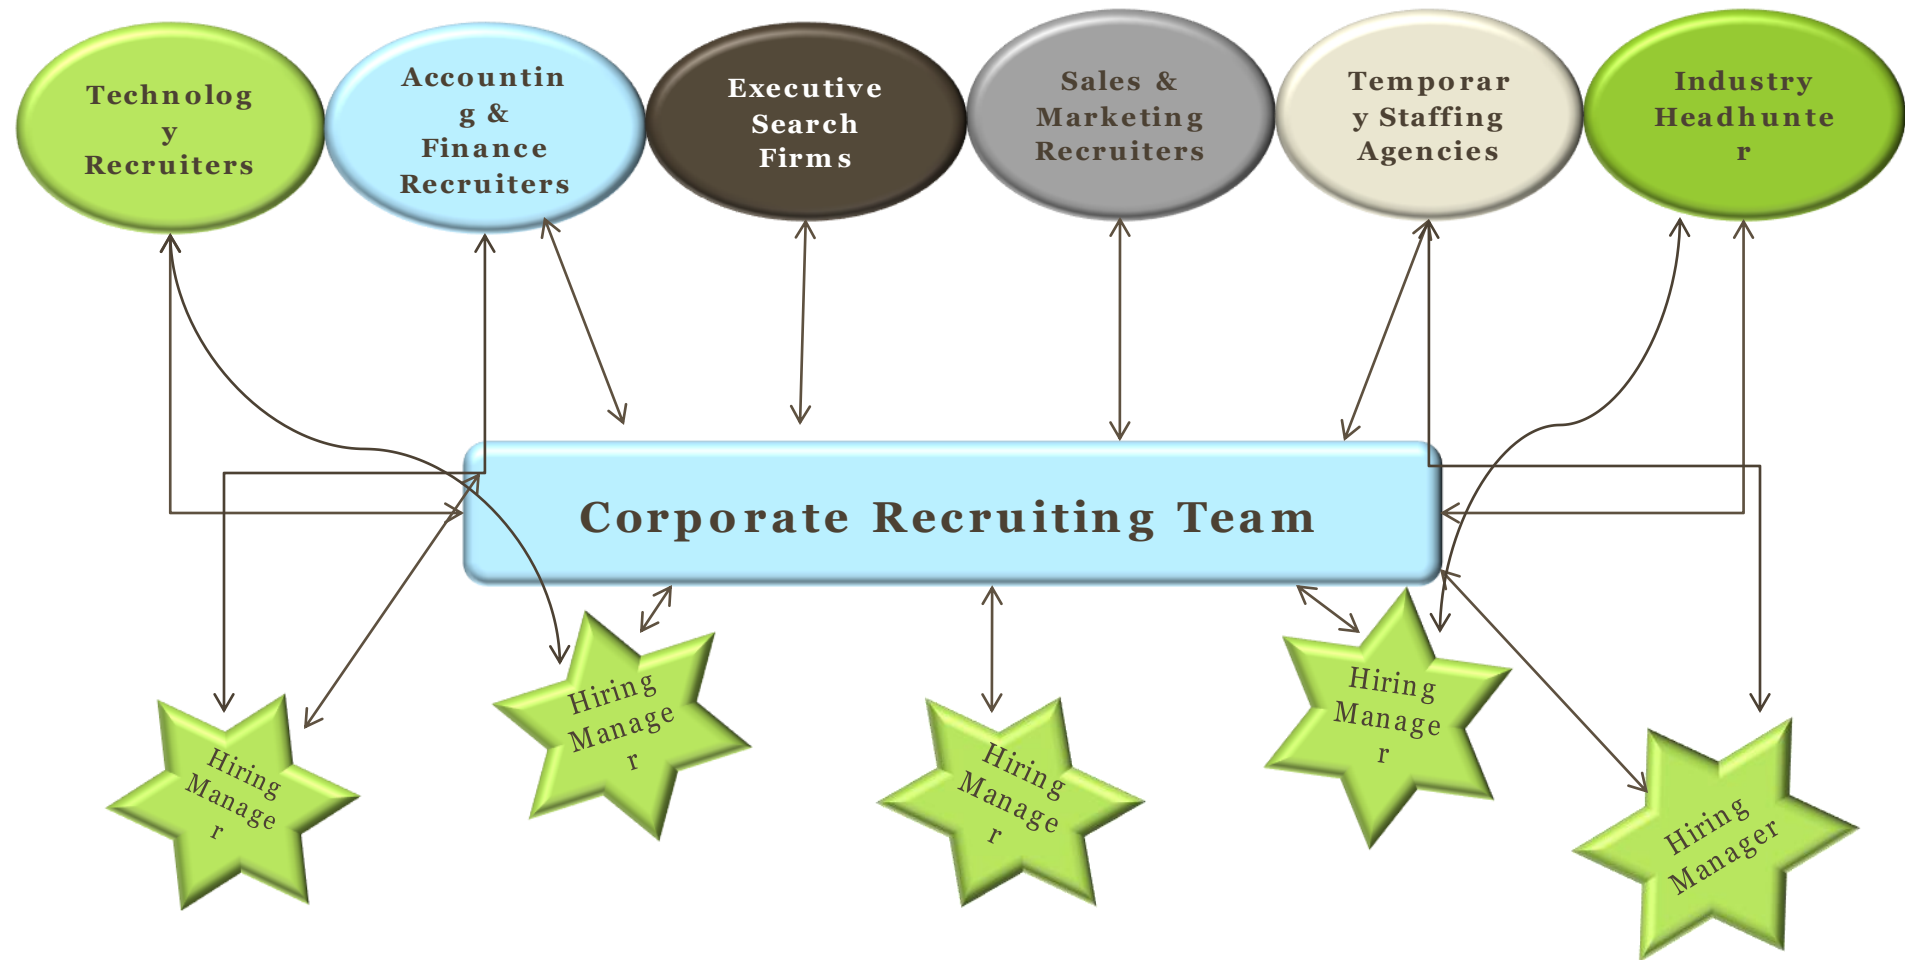 Technolog
y
Recruiters
Accountin
g &
Finance
Recruiters
Executive
Search
Firms
Sales &
Marketing
Recruiters
Temporar
y Staffing
Agencies
Industry
Headhunte
r
Corporate Recruiting Team
Hiring
Manage
r
Hiring
Manage
r
Hiring
Manage
r
Hiring
Manage
r
Hiring
Manager